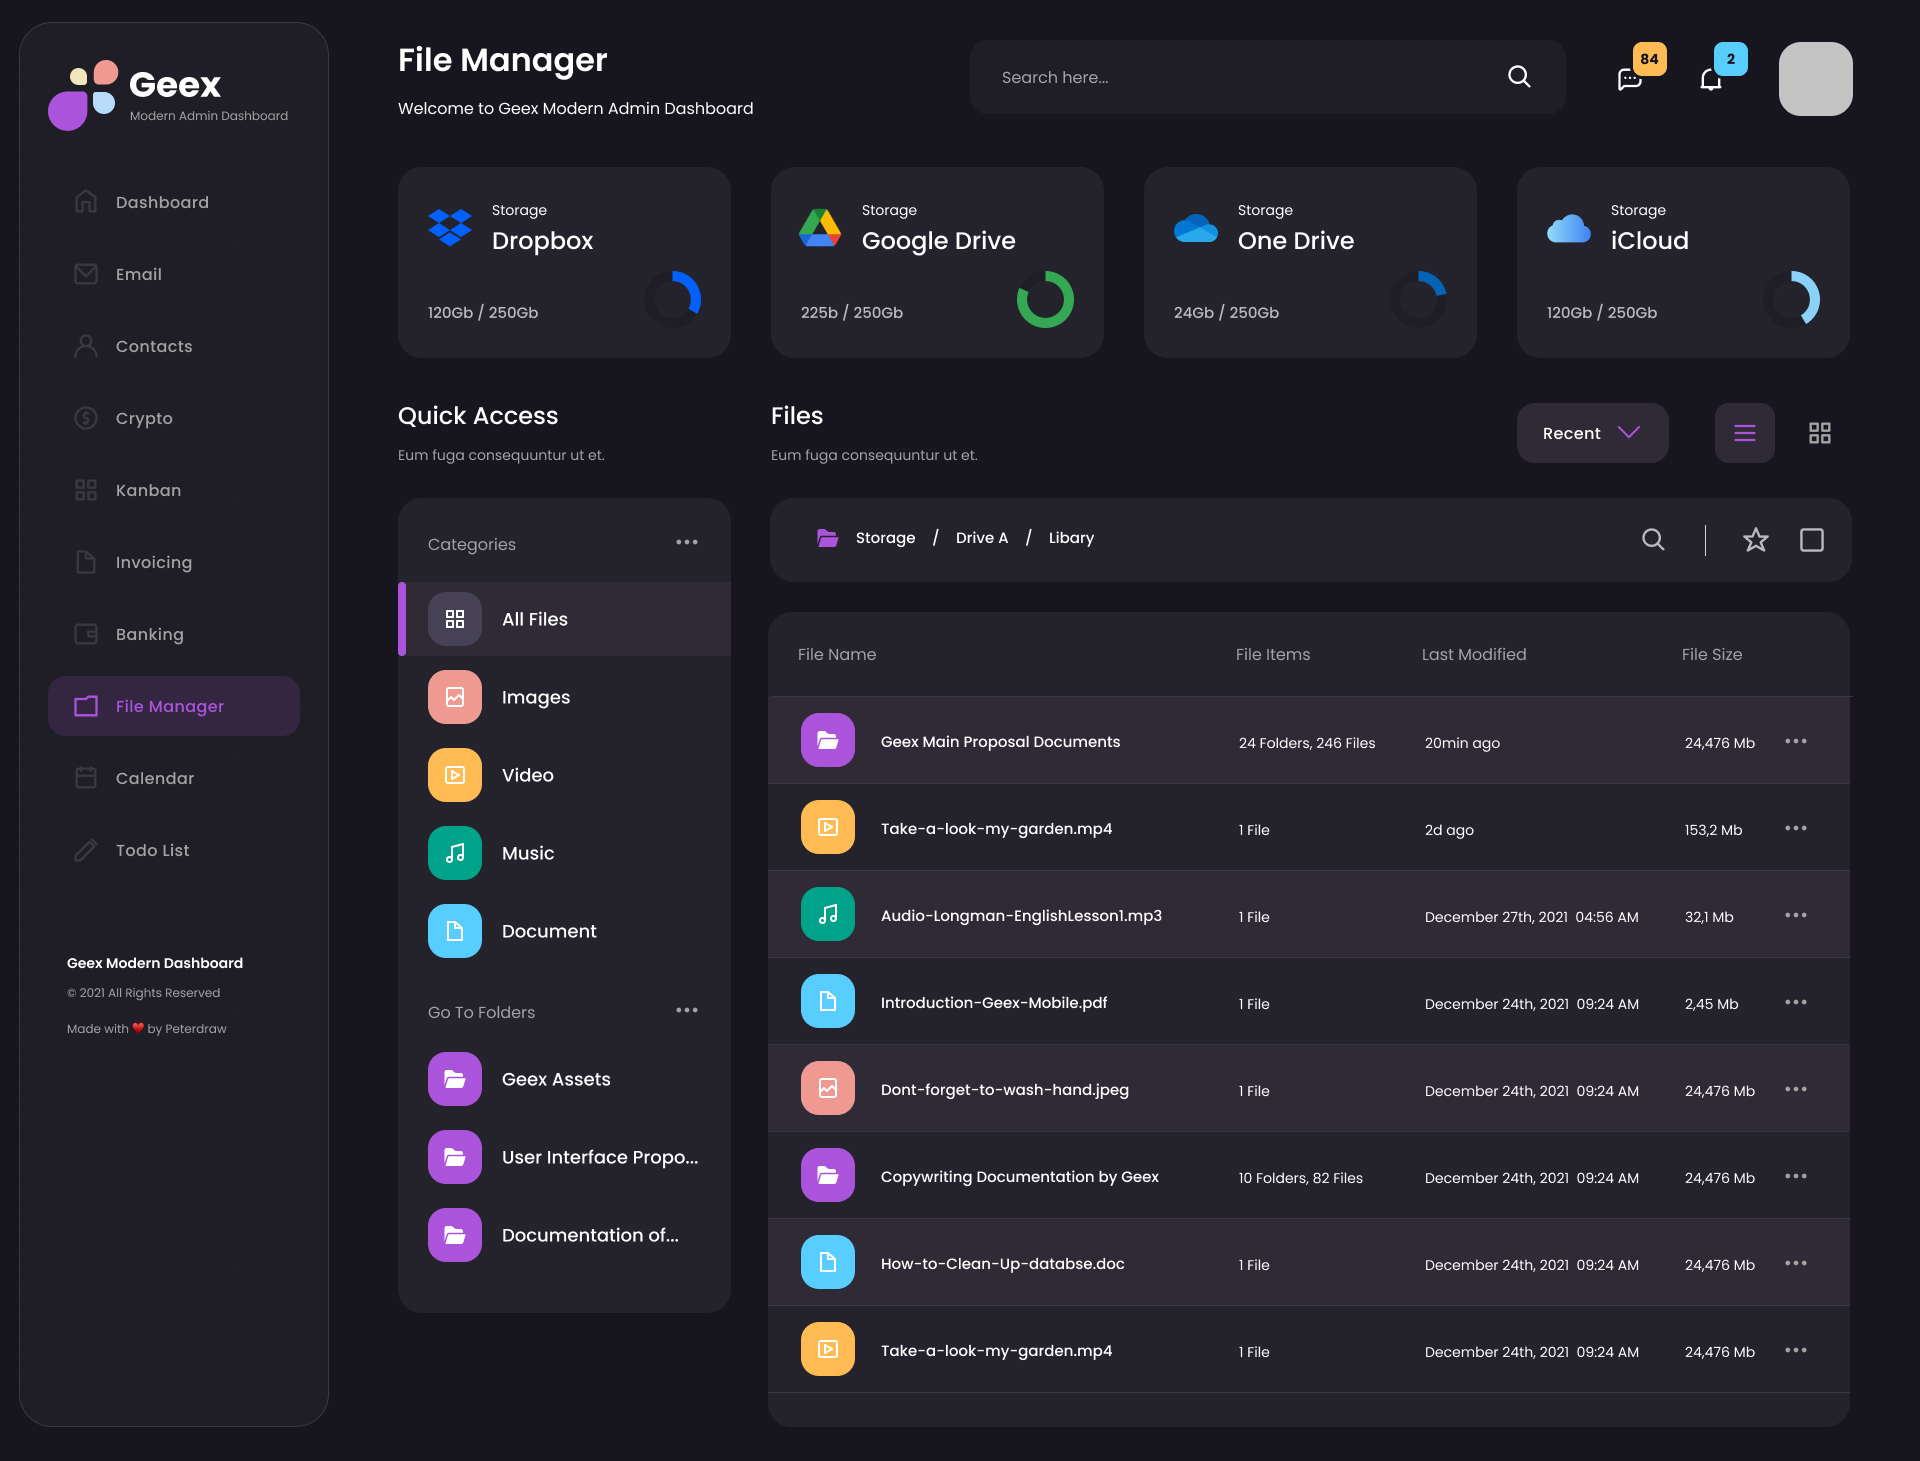 Geex
Modern Admin Dashboard
Dashboard
Email
Contacts
Crypto
Kanban
Invoicing
Banking
File Manager
Calendar
Todo List
Geex Modern Dashboard
© 2021 All Rights Reserved
Made with ❤️ by Peterdraw
File Manager
Welcome to Geex Modern Admin Dashboard
Search here...
84
2
Storage
Dropbox
120Gb / 250Gb
Storage
Google Drive
225b / 250Gb
Storage
One Drive
24Gb / 250Gb
Storage
iCloud
120Gb / 250Gb
Quick Access
Eum fuga consequuntur ut et.
Categories
All Files
Images
Video
Music
Document
Go To Folders
Geex Assets
User Interface Propo...
Documentation of...
Files
Eum fuga consequuntur ut et.
Recent
Storage / Drive A / Libary
File Name File Items Last Modified File Size
Geex Main Proposal Documents 24 Folders, 246 Files 20min ago 24,476 Mb
Take-a-look-my-garden.mp4 1 File 2d ago 153,2 Mb
Audio-Longman-EnglishLesson1.mp3 1 File December 27th, 2021 04:56 AM 32,1 Mb
Introduction-Geex-Mobile.pdf 1 File December 24th, 2021 09:24 AM 2,45 Mb
Dont-forget-to-wash-hand.jpeg 1 File December 24th, 2021 09:24 AM 24,476 Mb
Copywriting Documentation by Geex 10 Folders, 82 Files December 24th, 2021 09:24 AM 24,476 Mb
How-to-Clean-Up-databse.doc 1 File December 24th, 2021 09:24 AM 24,476 Mb
Take-a-look-my-garden.mp4 1 File December 24th, 2021 09:24 AM 24,476 Mb